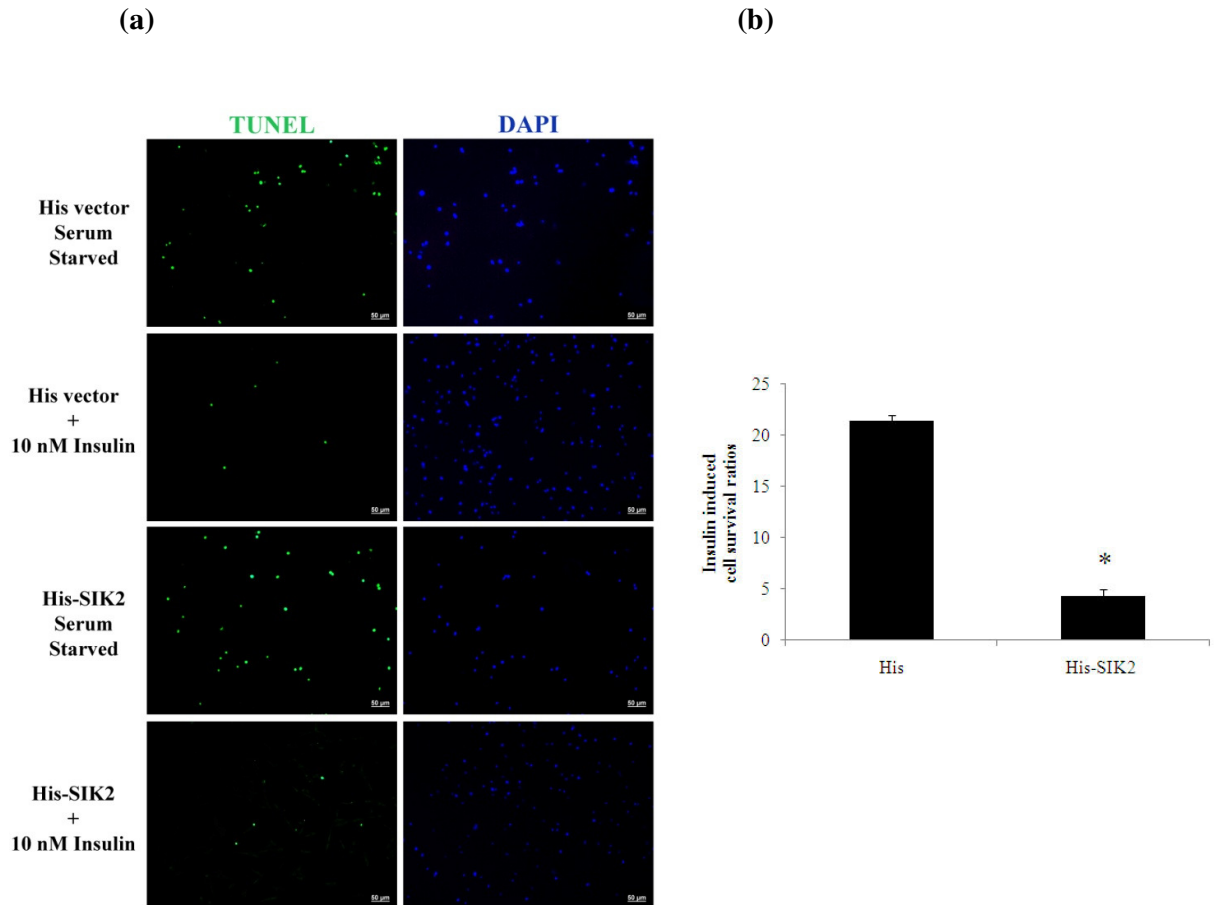 (a)
(b)
TUNEL
DAPI
His vector
Serum
Starved
50 µm
50 µm
His vector
+
10 nM Insulin
50 µm
50 µm
His-SIK2
Serum
Starved
50 µm
50 µm
His-SIK2
+
10 nM Insulin
50 µm
50 µm
Insulin induced
cell survival ratios
25
20
15
10
5
0
*
His
His-SIK2